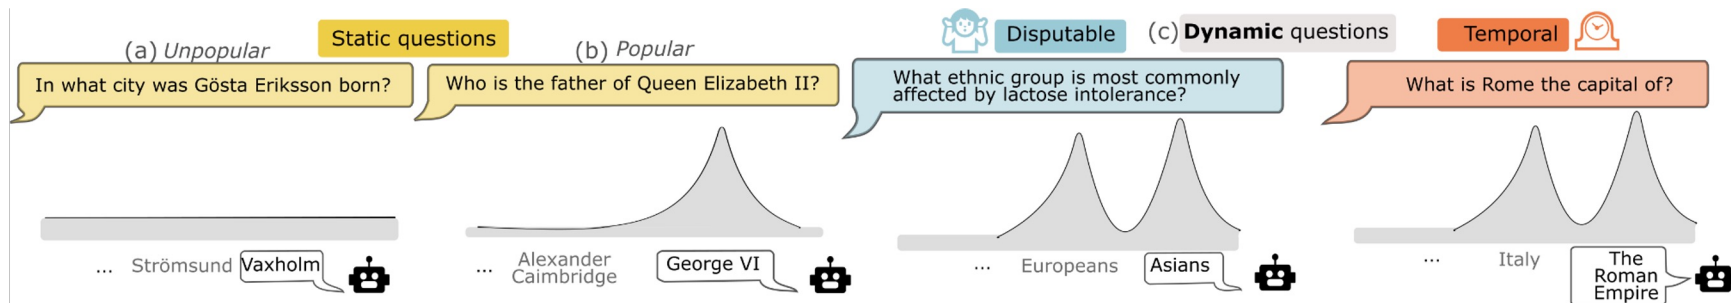 Static questions
(a) Unpopular
(b) Popular
Disputable
(c) Dynamic questions
Temporal
In what city was Gösta Eriksson born?
Who is the father of Queen Elizabeth II?
What ethnic group is most commonly
affected by lactose intolerance?
What is Rome the capital of?
... Strömsund
Vaxholm
... Alexander
Caimbridge
George VI
... Europeans
Asians
... Italy
The
Roman
Empire